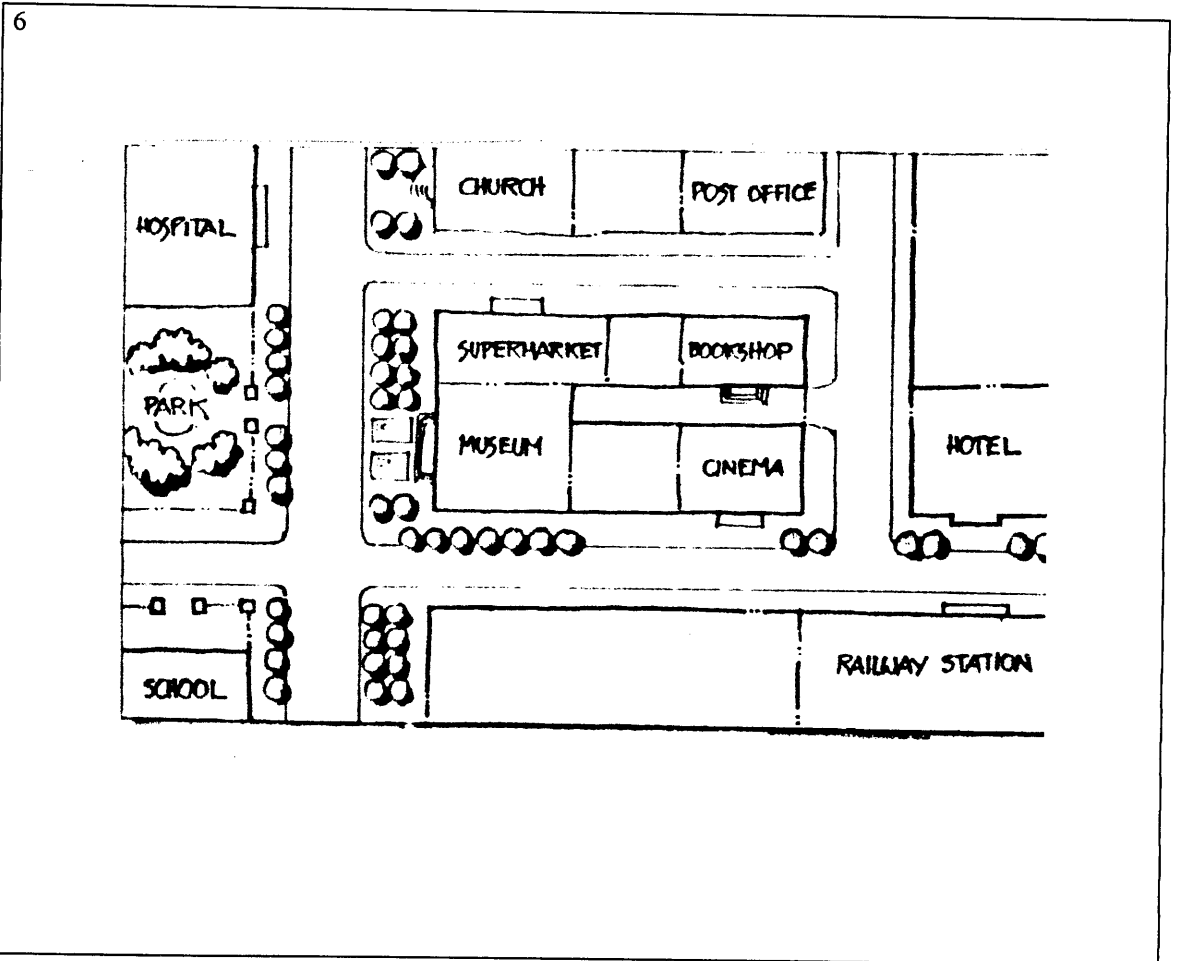 6
CHURCH
POST OFFICE
HOSPITAL
SUPERMARKET
BOOKSHOP
PARK
MUSEUM
HOTEL
CINEMA
RAILWAY STATION
SCHOOL